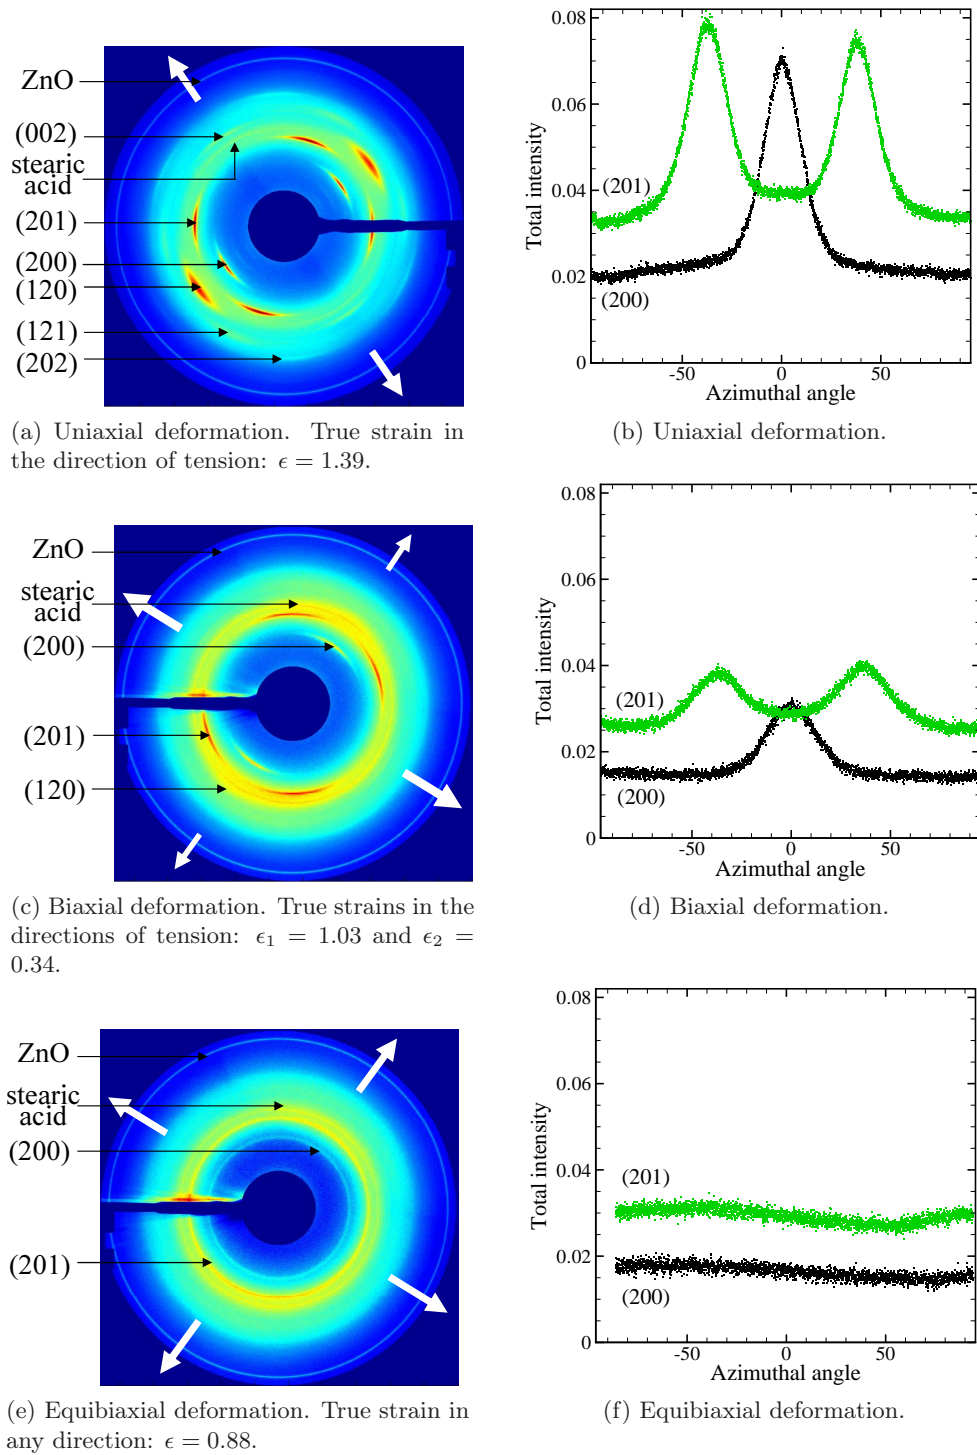 ZnO
(002)
stearic
acid
(201)
(200)
(120)
(121)
(202)
(a) Uniaxial deformation. True strain in
the direction of tension: ϵ = 1.39.
0.08
0.06
0.04
0.02
0
Total intensity
(201)
(200)
-50 0 50
Azimuthal angle
(b) Uniaxial deformation.
ZnO
stearic
acid
(200)
(201)
(120)
(c) Biaxial deformation. True strains in the
directions of tension: ϵ1 = 1.03 and ϵ2 =
0.34.
0.08
0.06
0.04
0.02
0
Total intensity
(201)
(200)
-50 0 50
Azimuthal angle
(d) Biaxial deformation.
ZnO
stearic
acid
(200)
(201)
(e) Equibiaxial deformation. True strain in
any direction: ϵ = 0.88.
0.08
0.06
0.04
0.02
0
Total intensity
(201)
(200)
-50 0 50
Azimuthal angle
(f) Equibiaxial deformation.